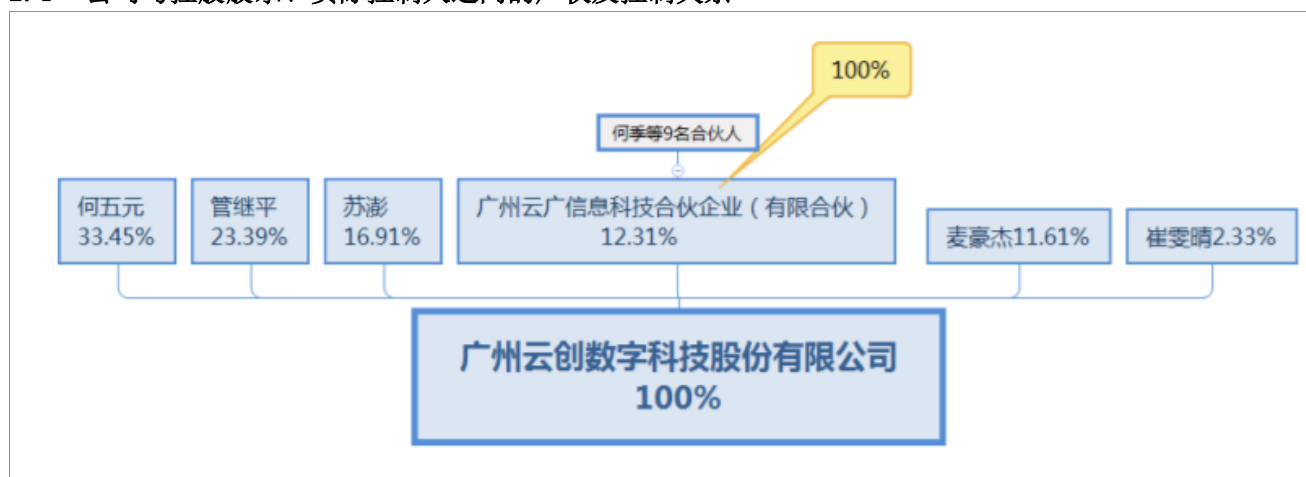 100%
何季等9名合伙人
何五元
33.45%
管继平
23.39%
苏澎
16.91%
广州云广信息科技合伙企业（有限合伙）
12.31%
麦豪杰11.61%
崔雯晴2.33%
广州云创数字科技股份有限公司
100%